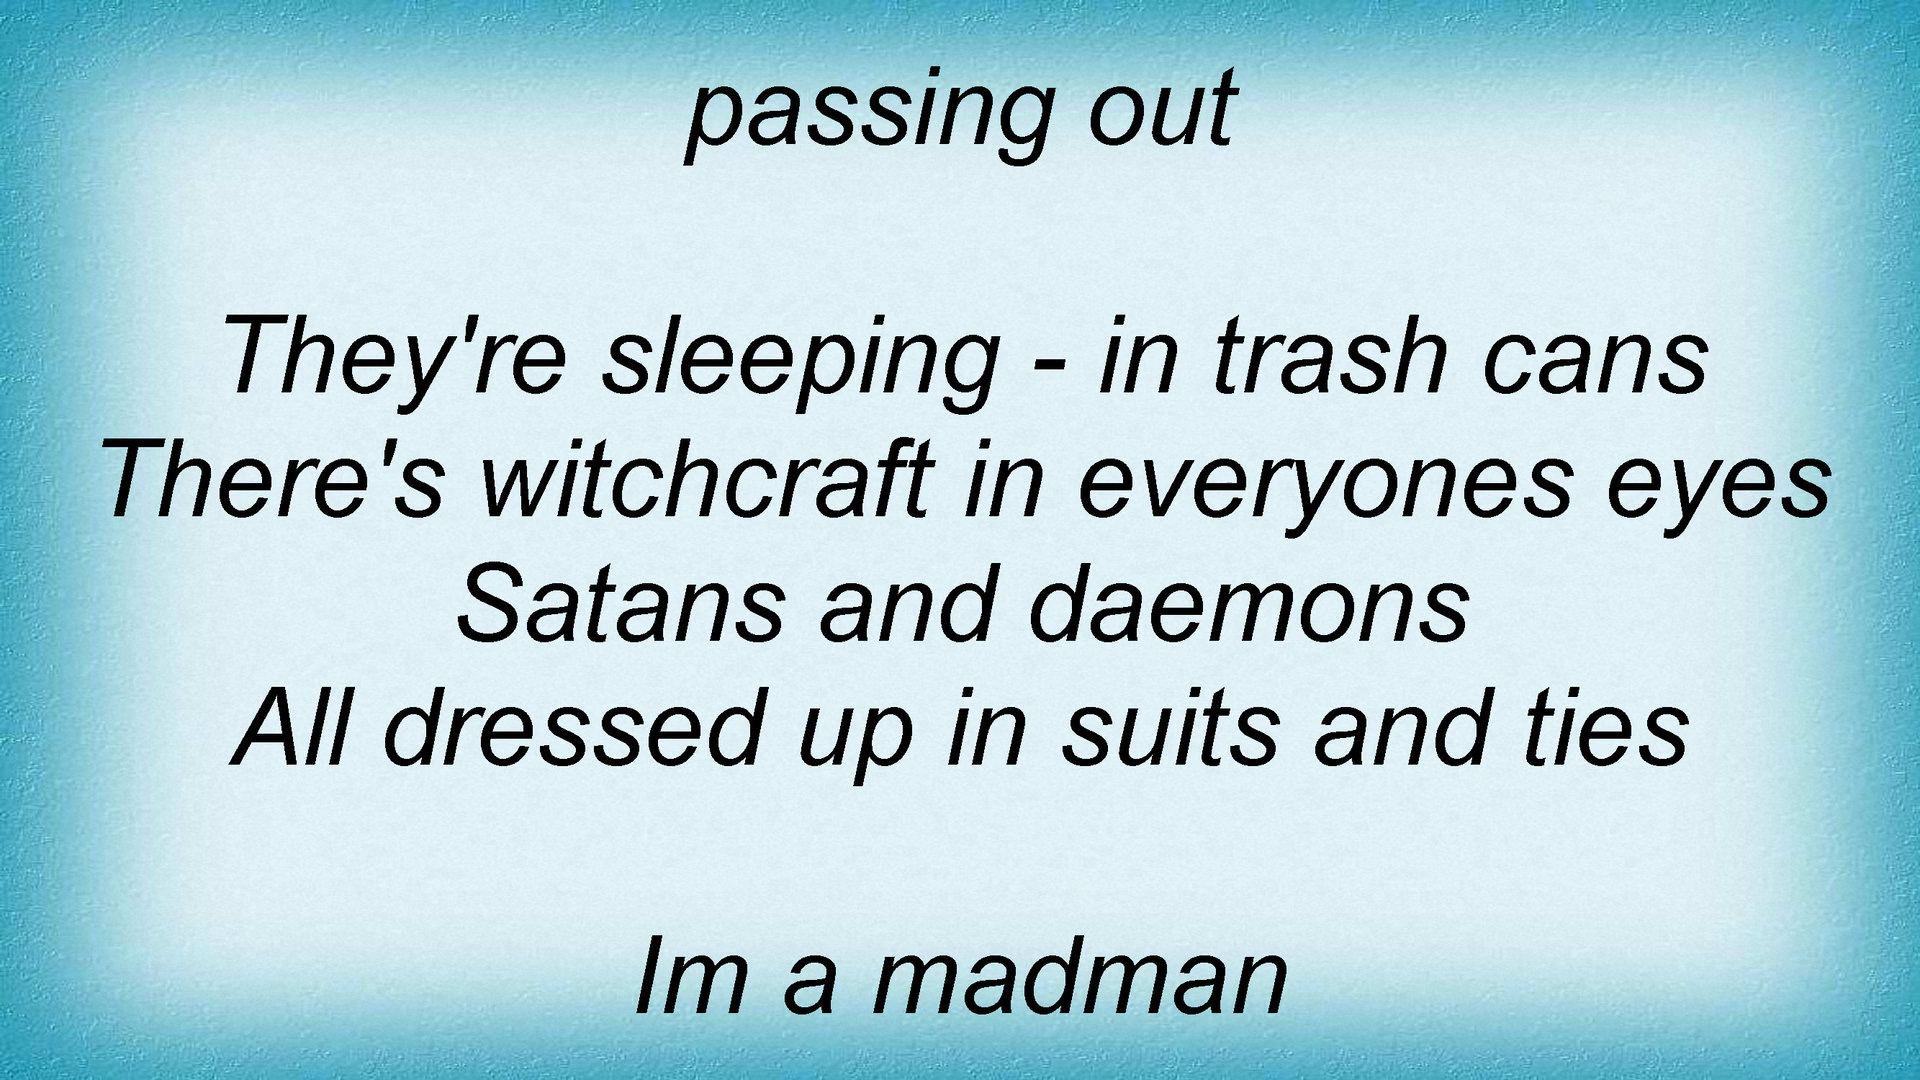 passing out
They're sleeping - in trash cans
There's witchcraft in everyones eyes
Satans and daemons
All dressed up in suits and ties
Im a madman